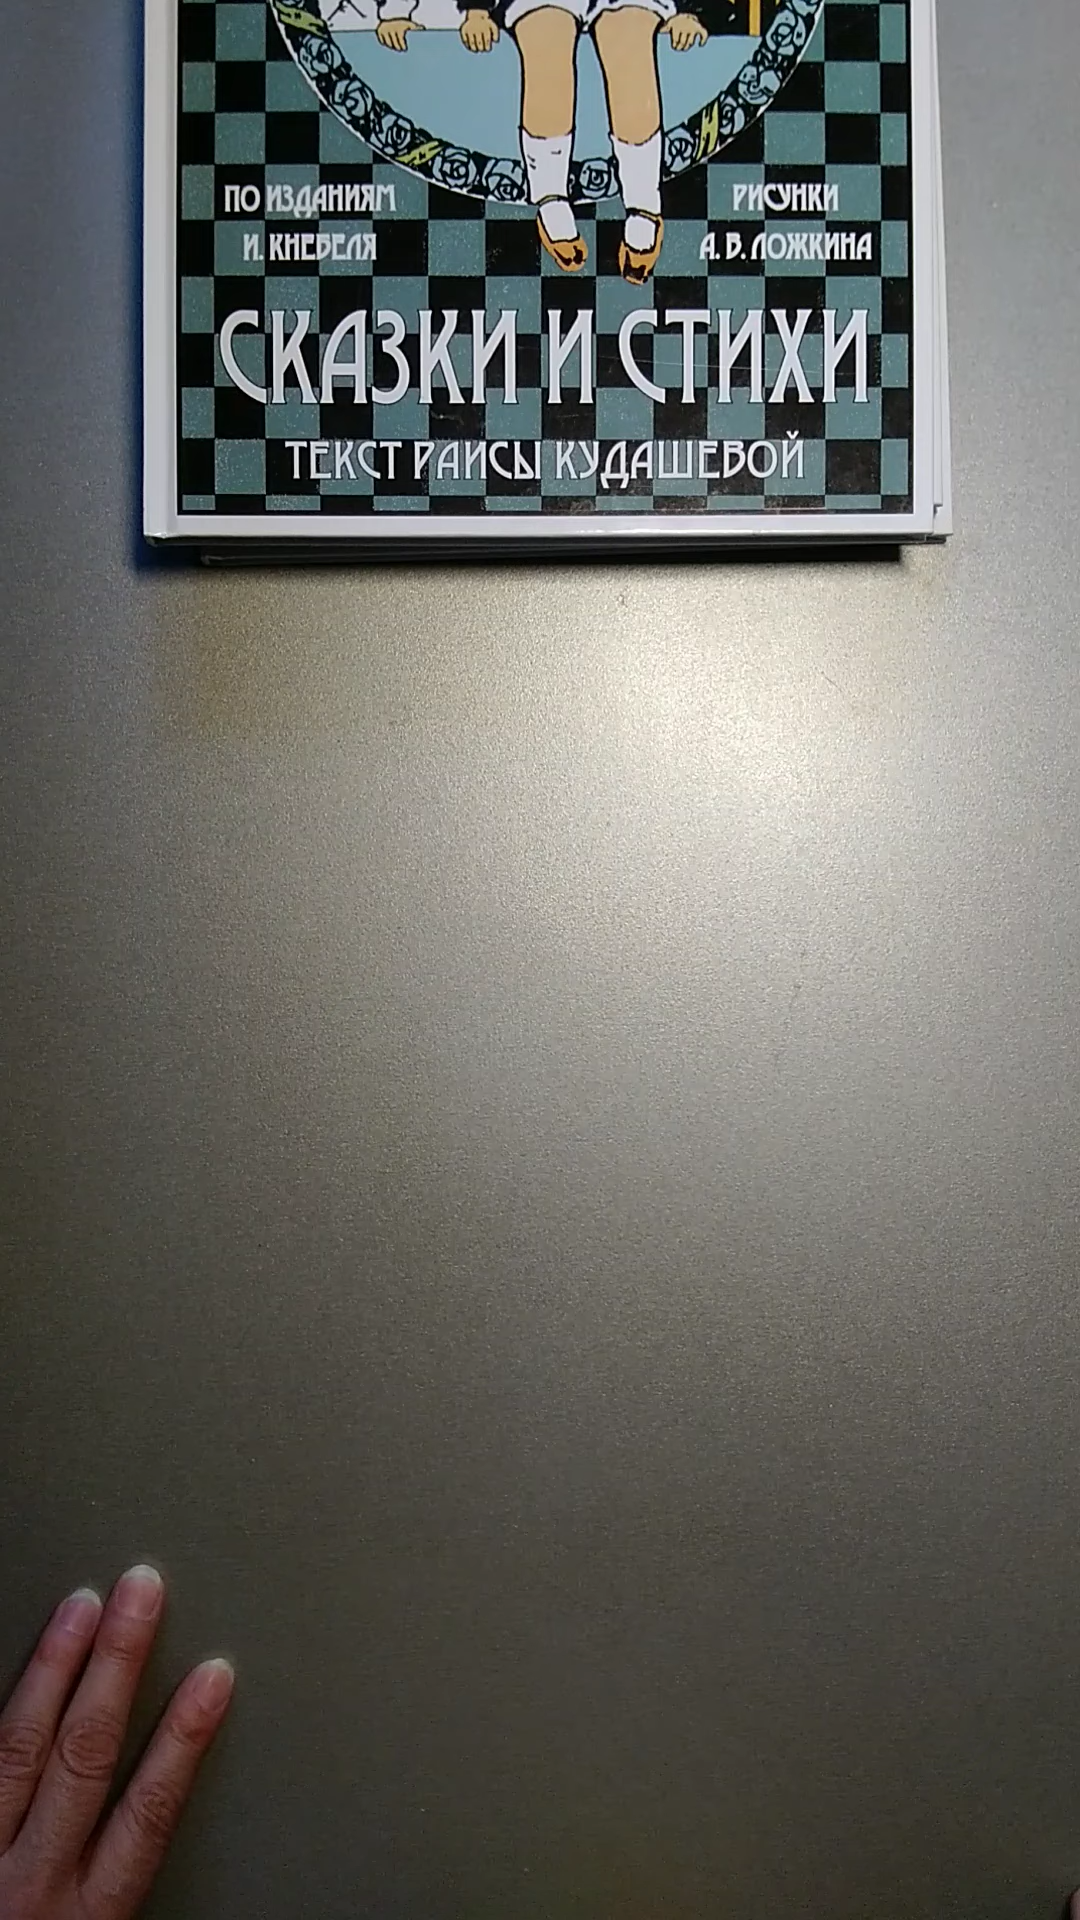 ПО ИЗДАНИЯМ
И. КНЕБЕЛЯ
РИСУНКИ
А. В. ЛОЖКИНА
СКАЗКИ И СТИХИ
ТЕКСТ РАИСЫ КУДАШЕВОЙ